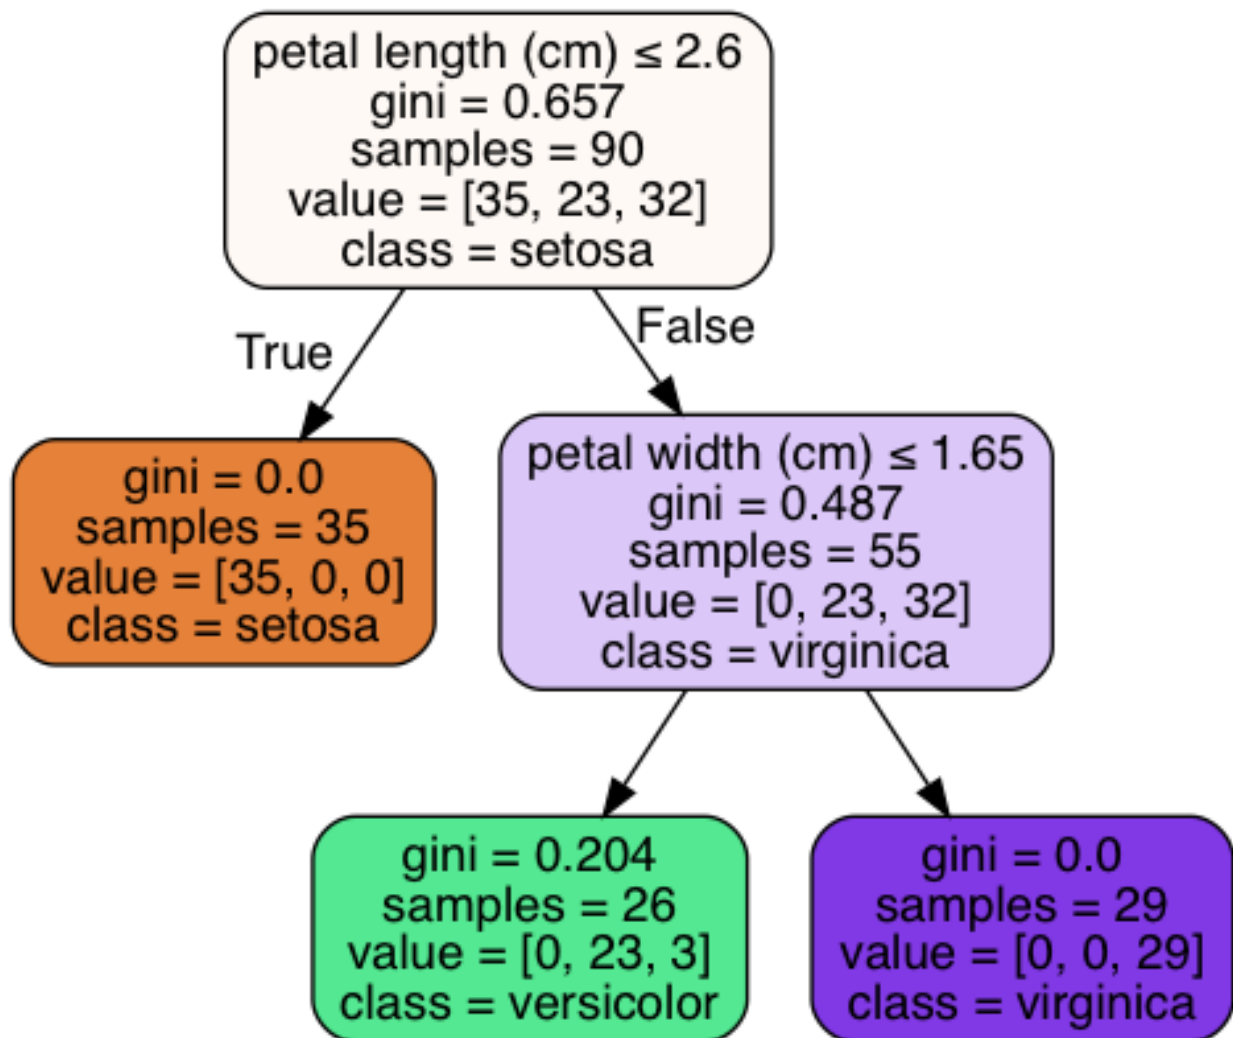 petal length (cm) ≤ 2.6
gini = 0.657
samples = 90
value = [35, 23, 32]
class = setosa
True
False
gini = 0.0
samples = 35
value = [35, 0, 0]
class = setosa
petal width (cm) ≤ 1.65
gini = 0.487
samples = 55
value = [0, 23, 32]
class = virginica
gini = 0.204
samples = 26
value = [0, 23, 3]
class = versicolor
gini = 0.0
samples = 29
value = [0, 0, 29]
class = virginica